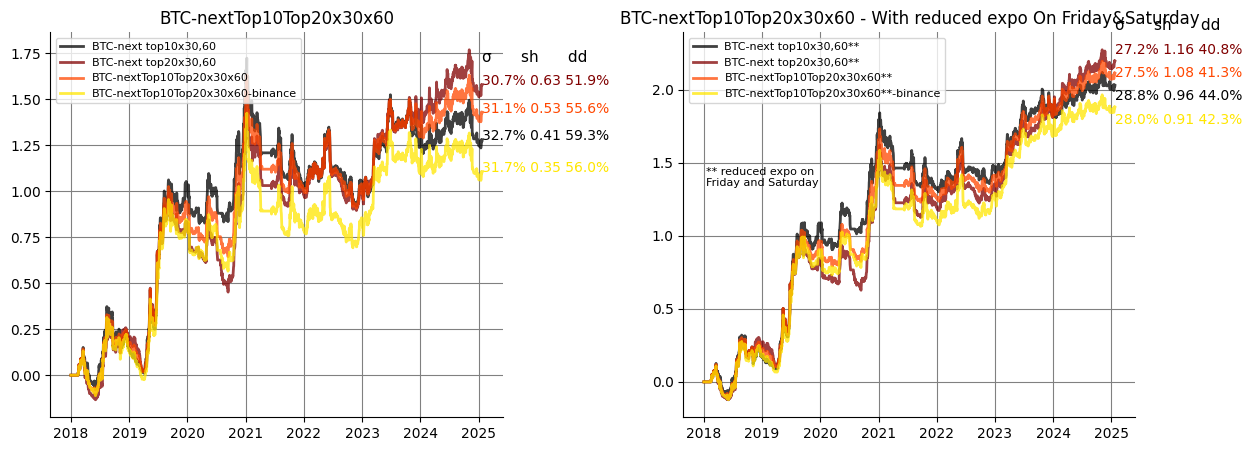 BTC-nextTop10Top20x30x60
BTC-next top10x30,60
BTC-next top20x30,60
BTC-nextTop10Top20x30x60
BTC-nextTop10Top20x30x60-binance
σ sh dd
30.7% 0.63 51.9%
31.1% 0.53 55.6%
32.7% 0.41 59.3%
31.7% 0.35 56.0%
1.75
1.50
1.25
1.00
0.75
0.50
0.25
0.00
2018 2019 2020 2021 2022 2023 2024 2025
BTC-nextTop10Top20x30x60 - With reduced expo On Friday&Saturday
BTC-next top10x30,60**
BTC-next top20x30,60**
BTC-nextTop10Top20x30x60**
BTC-nextTop10Top20x30x60**-binance
σ sh dd
27.2% 1.16 40.8%
27.5% 1.08 41.3%
28.8% 0.96 44.0%
28.0% 0.91 42.3%
** reduced expo on
Friday and Saturday
2.0
1.5
1.0
0.5
0.0
2018 2019 2020 2021 2022 2023 2024 2025